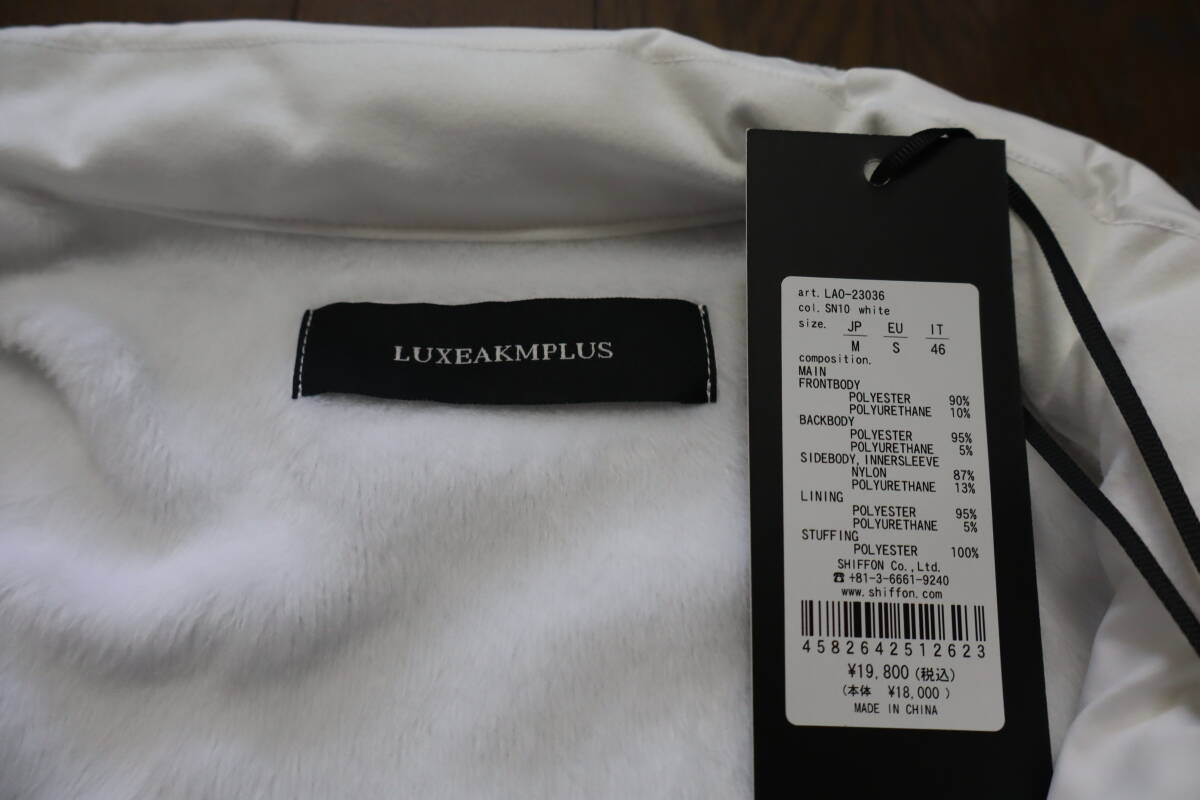 LUXEAKMPLUS
art. LAO-23036
col. SN10 white
size. JP EU IT
M S 46
composition.
MAIN
FRONTBODY
POLYESTER 90%
POLYURETHANE 10%
BACKBODY
POLYESTER 95%
POLYURETHANE 5%
SIDEBODY, INNERSLEEVE
NYLON 87%
POLYURETHANE 13%
LINING
POLYESTER 95%
POLYURETHANE 5%
STUFFING
POLYESTER 100%
SHIFFON Co.,Ltd.
☎ +81-3-6661-9240
www.shiffon.com
4582642512623
¥19,800 (税込)
(本体 ¥18,000 )
MADE IN CHINA